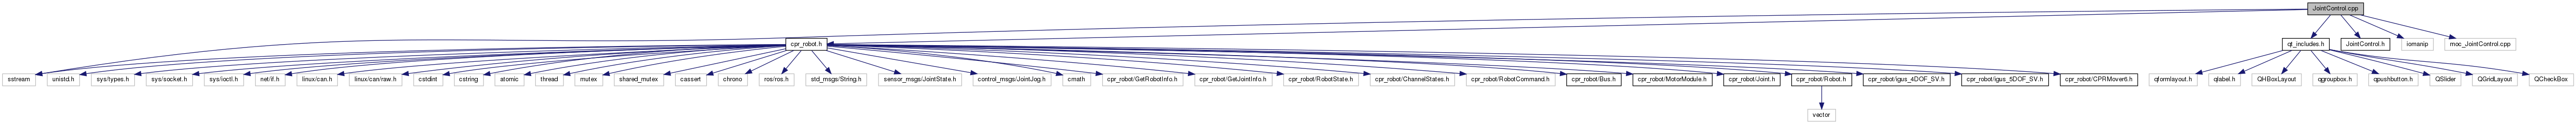 JointControl.cpp
cpr_robot.h
qt_includes.h
JointControl.h
iomanip
moc_JointControl.cpp
sstream
unistd.h
sys/types.h
sys/socket.h
sys/ioctl.h
net/if.h
linux/can.h
linux/can/raw.h
cstdint
cstring
atomic
thread
mutex
shared_mutex
cassert
chrono
ros/ros.h
std_msgs/String.h
sensor_msgs/JointState.h
control_msgs/JointJog.h
cmath
cpr_robot/GetRobotInfo.h
cpr_robot/GetJointInfo.h
cpr_robot/RobotState.h
cpr_robot/ChannelStates.h
cpr_robot/RobotCommand.h
cpr_robot/Bus.h
cpr_robot/MotorModule.h
cpr_robot/Joint.h
cpr_robot/Robot.h
cpr_robot/igus_4DOF_SV.h
cpr_robot/igus_5DOF_SV.h
cpr_robot/CPRMover6.h
qformlayout.h
qlabel.h
QHBoxLayout
qgroupbox.h
qpushbutton.h
QSlider
QGridLayout
QCheckBox
vector